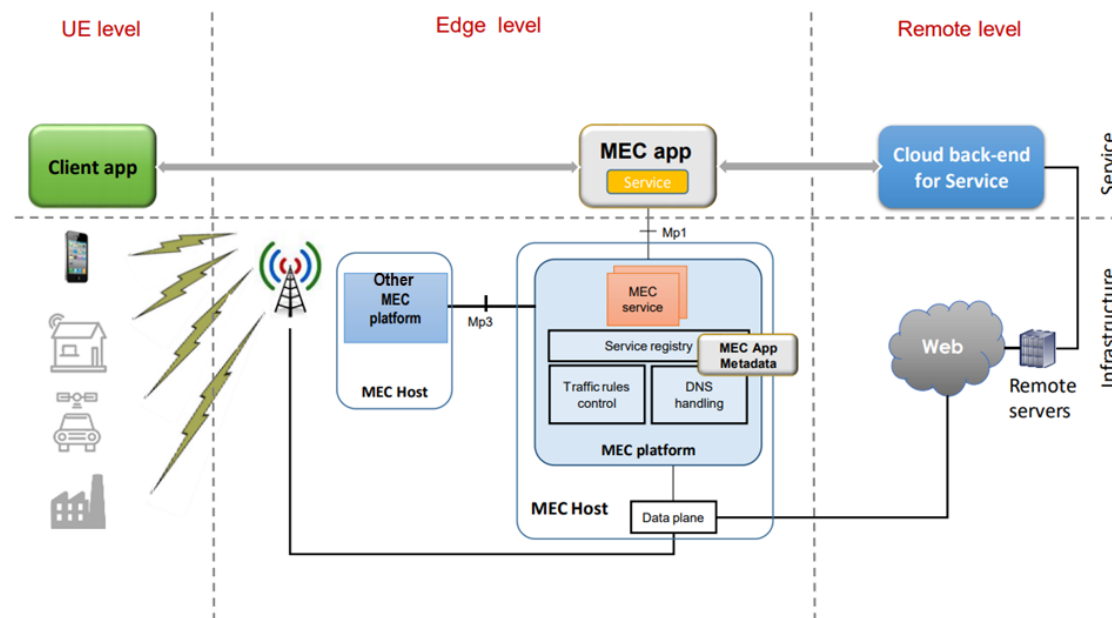 UE level
Edge level
Remote level
Client app
MEC app
Service
Cloud back-end
for Service
Service
Mp1
Other
MEC
platform
Mp3
MEC Host
MEC
service
Service registry
MEC App
Metadata
Traffic rules
control
DNS
handling
MEC platform
MEC Host
Data plane
Web
Remote
servers
Infrastructure